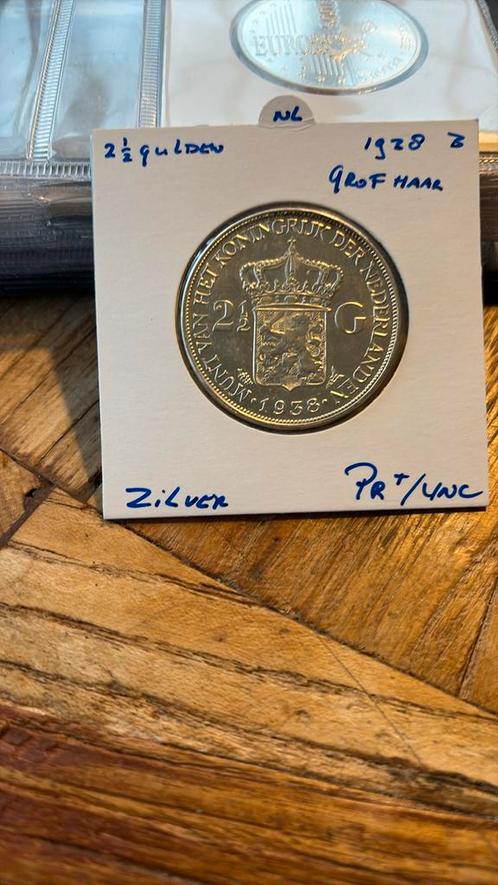 EURO
NL
2½ gulden 1938 B
Grof haar
MUNT VAN HET KONINGRIJK DER NEDERLANDEN
2½ G
·1938·
Zilver PR+/UNC